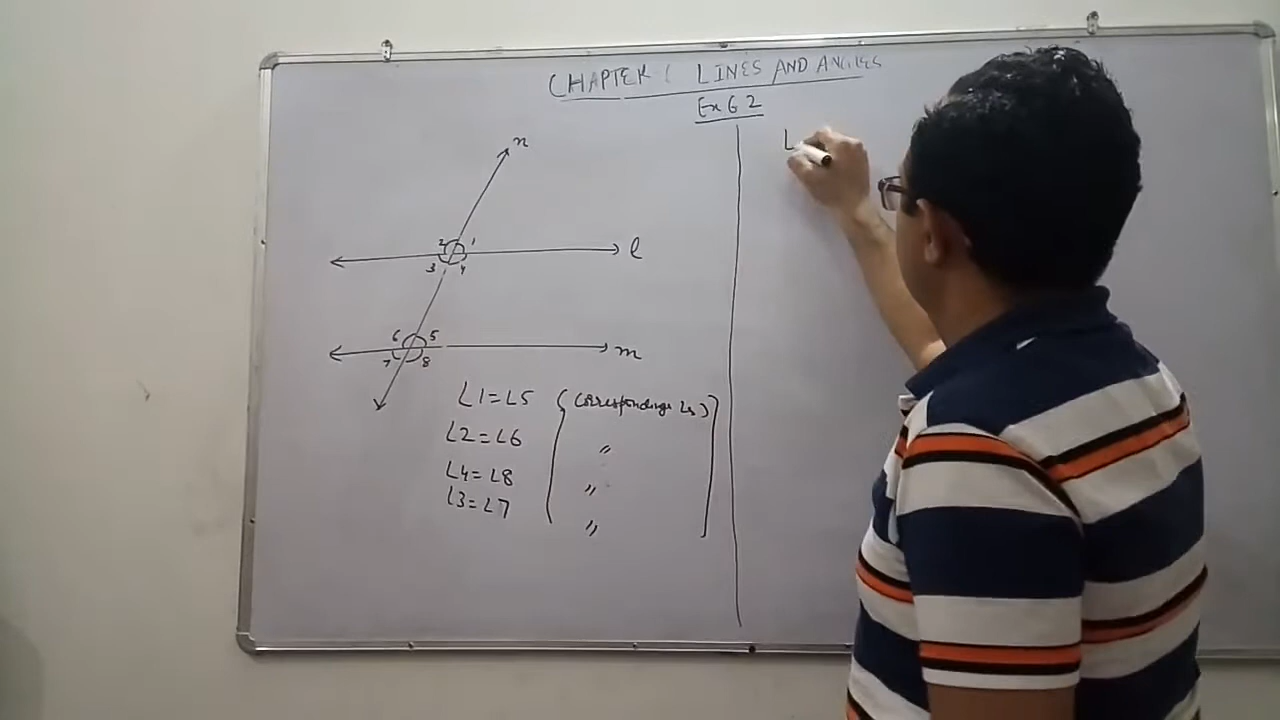 CHAPTER 6 LINES AND ANGLES
Ex 6 2
n
2 1
3 4
l
6 5
7 8
m
∠1=∠5 (Correspondings ∠s)
∠2=∠6 〃
∠4=∠8 〃
∠3=∠7 〃
∠